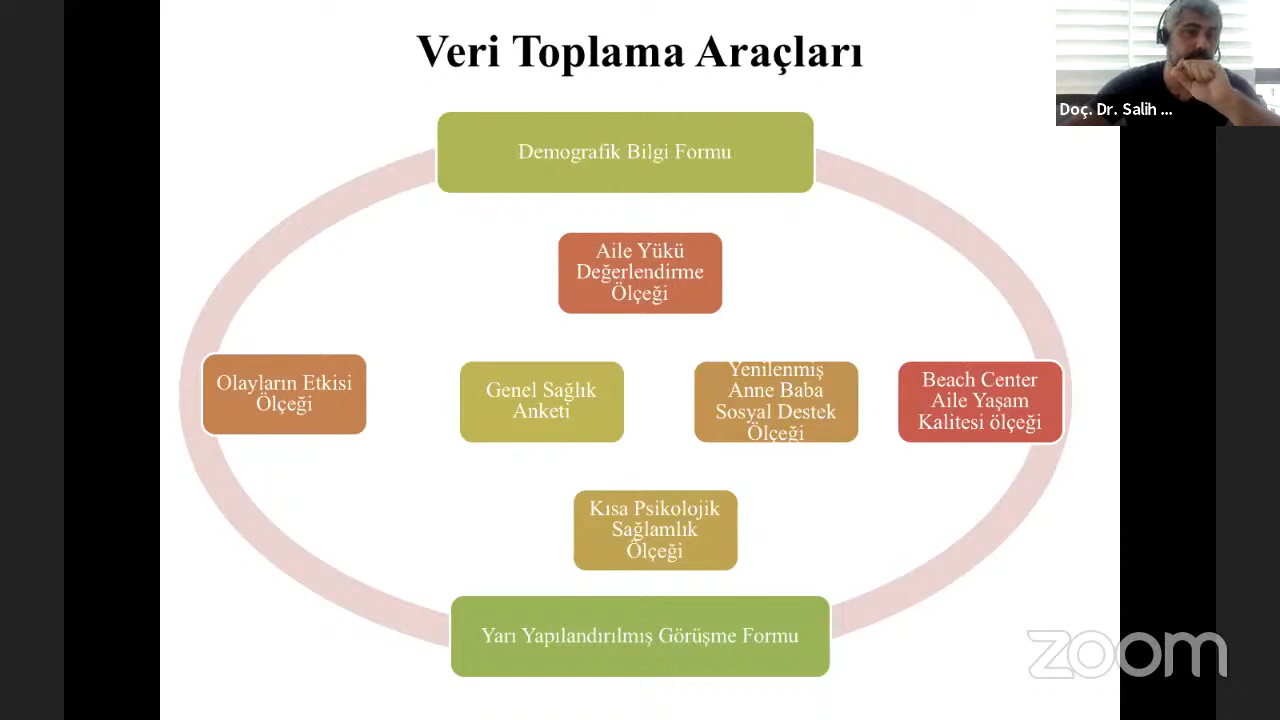 Veri Toplama Araçları
Doç. Dr. Salih ...
Demografik Bilgi Formu
Aile Yükü
Değerlendirme
Ölçeği
Olayların Etkisi
Ölçeği
Genel Sağlık
Anketi
Yenilenmiş
Anne Baba
Sosyal Destek
Ölçeği
Beach Center
Aile Yaşam
Kalitesi ölçeği
Kısa Psikolojik
Sağlamlık
Ölçeği
Yarı Yapılandırılmış Görüşme Formu
zoom